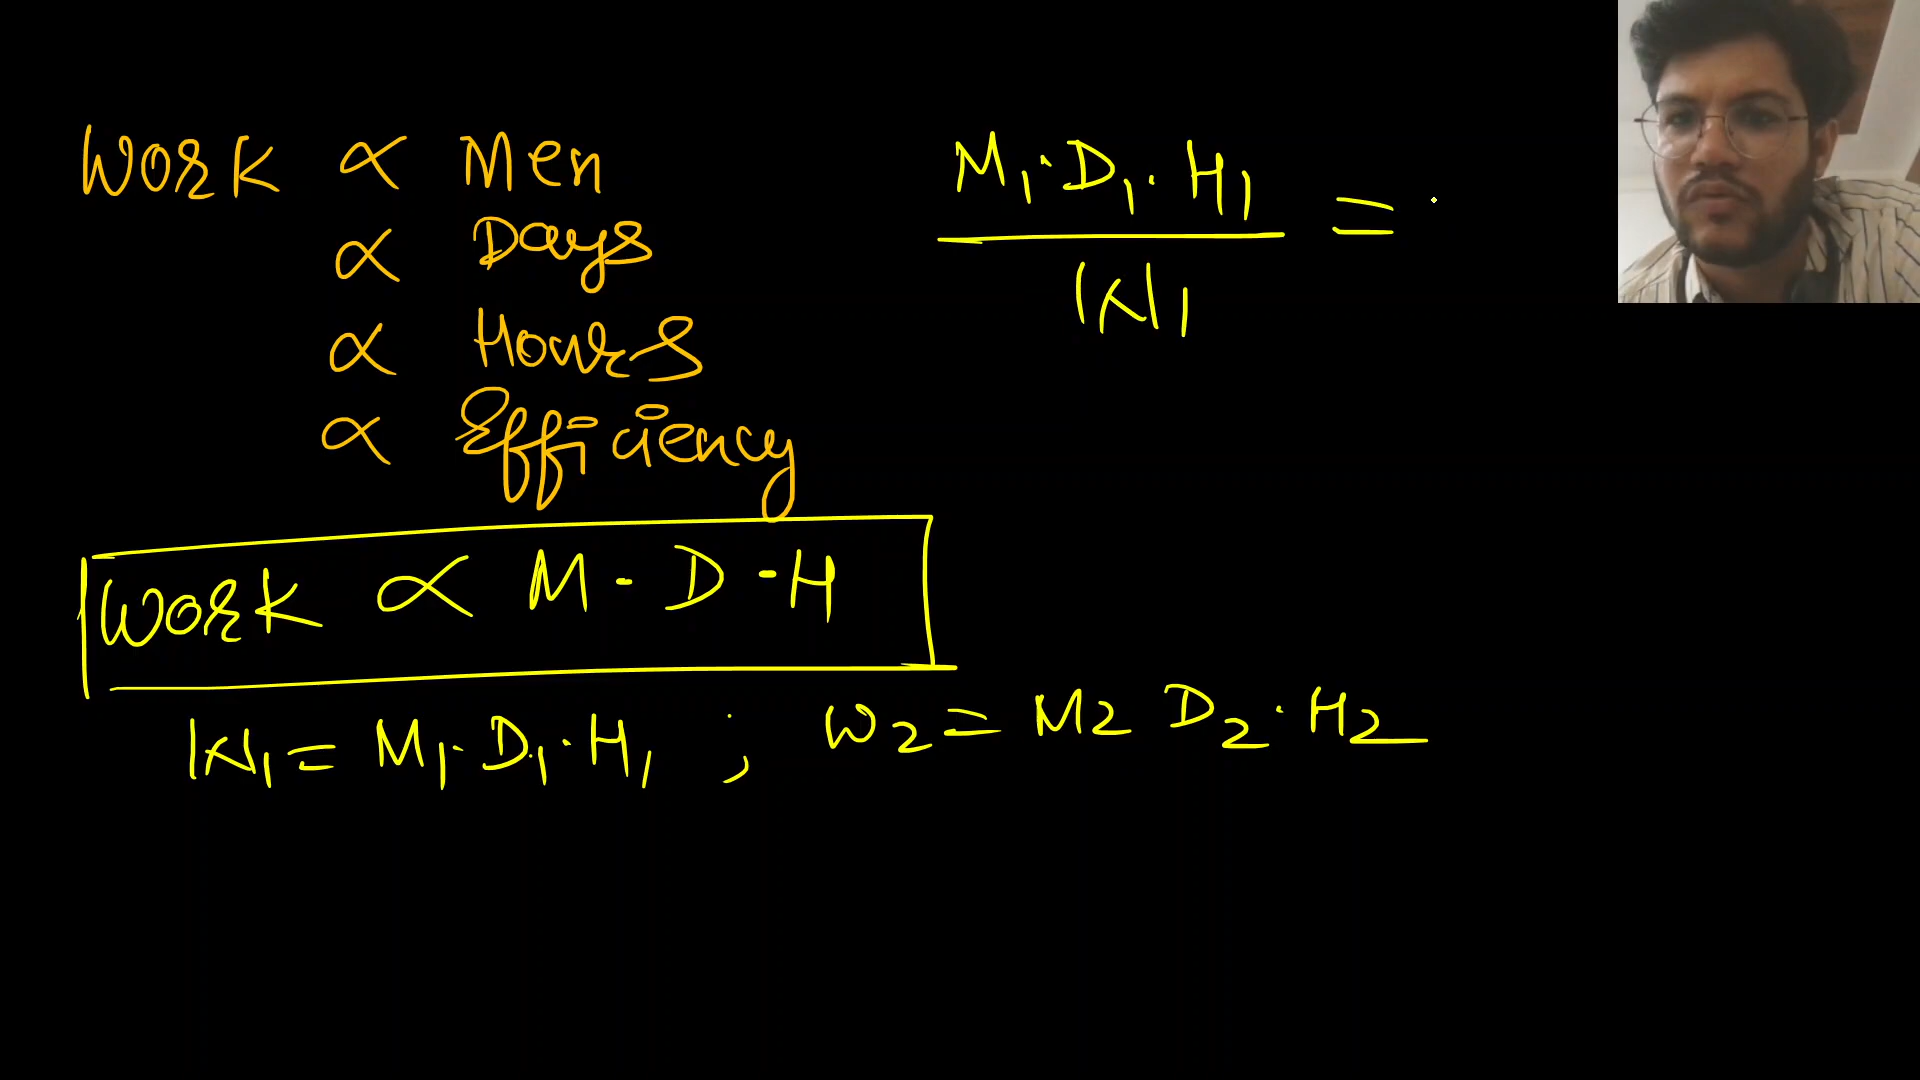 Work ∝ Men
∝ Days
∝ Hours
∝ Efficiency
Work ∝ M · D · H
W₁ = M₁ · D₁ · H₁ ; W₂ = M₂ D₂ · H₂
M₁ · D₁ · H₁
W₁
=